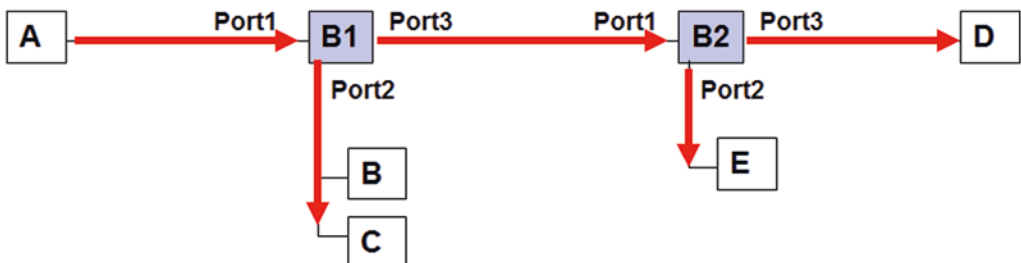 A Port1 B1 Port3 Port1 B2 Port3 D
Port2 Port2
B E
C